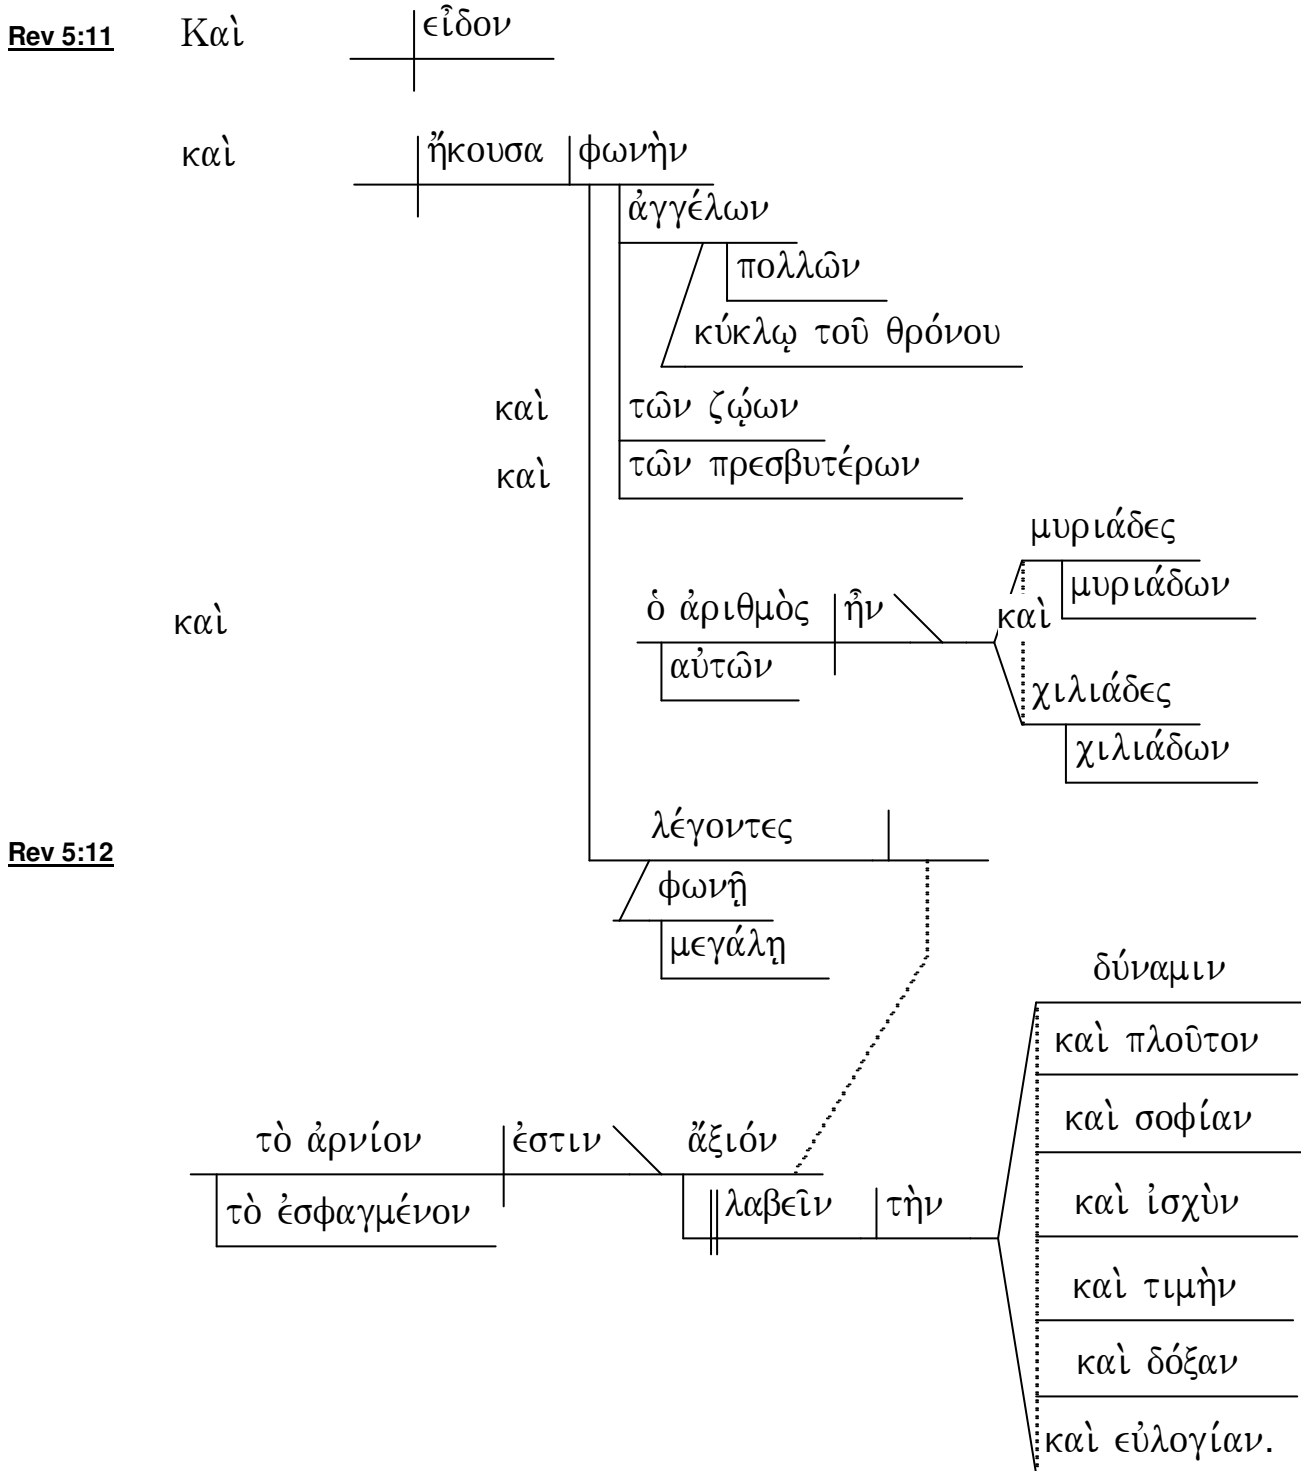 Rev 5:11 Καὶ εἶδον
καὶ ἤκουσα φωνὴν
ἀγγέλων
πολλῶν
κύκλῳ τοῦ θρόνου
καὶ τῶν ζῴων
καὶ τῶν πρεσβυτέρων
μυριάδες
μυριάδων
καὶ ὁ ἀριθμὸς ἦν καὶ
αὐτῶν
χιλιάδες
χιλιάδων
λέγοντες
Rev 5:12
φωνῇ
μεγάλῃ
δύναμιν
καὶ πλοῦτον
καὶ σοφίαν
τὸ ἀρνίον ἐστιν ἄξιόν
τὸ ἐσφαγμένον λαβεῖν τὴν καὶ ἰσχὺν
καὶ τιμὴν
καὶ δόξαν
καὶ εὐλογίαν.